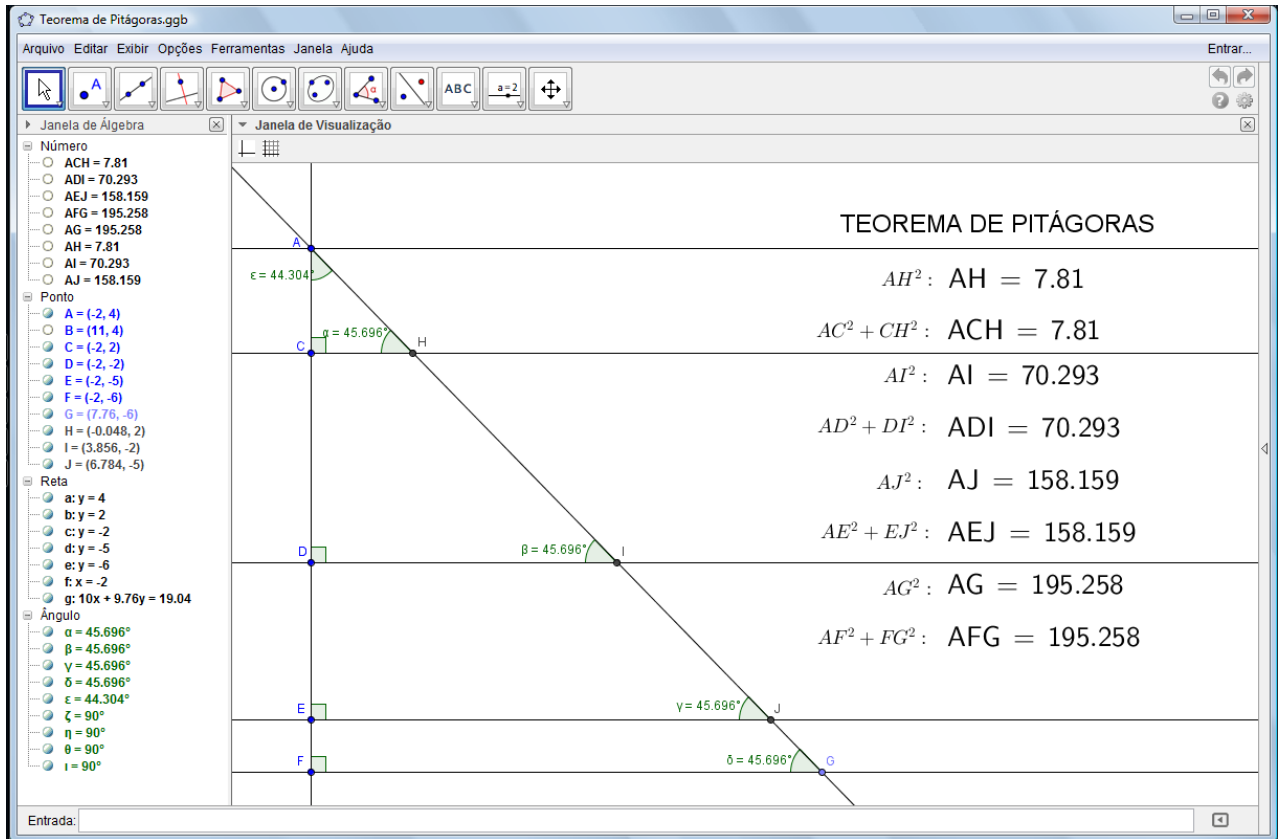 Teorema de Pitágoras.ggb
Arquivo Editar Exibir Opções Ferramentas Janela Ajuda
Entrar...
A
α
ABC
a=2
Janela de Álgebra
Janela de Visualização
Número
ACH = 7.81
ADI = 70.293
AEJ = 158.159
AFG = 195.258
AG = 195.258
AH = 7.81
AI = 70.293
AJ = 158.159
Ponto
A = (-2, 4)
B = (11, 4)
C = (-2, 2)
D = (-2, -2)
E = (-2, -5)
F = (-2, -6)
G = (7.76, -6)
H = (-0.048, 2)
I = (3.856, -2)
J = (6.784, -5)
Reta
a: y = 4
b: y = 2
c: y = -2
d: y = -5
e: y = -6
f: x = -2
g: 10x + 9.76y = 19.04
Ângulo
α = 45.696°
β = 45.696°
γ = 45.696°
δ = 45.696°
ε = 44.304°
ζ = 90°
η = 90°
θ = 90°
ι = 90°
A
ε = 44.304°
α = 45.696°
C
H
D
β = 45.696°
I
E
γ = 45.696°
J
F
δ = 45.696°
G
TEOREMA DE PITÁGORAS
AH² : AH = 7.81
AC² + CH² : ACH = 7.81
AI² : AI = 70.293
AD² + DI² : ADI = 70.293
AJ² : AJ = 158.159
AE² + EJ² : AEJ = 158.159
AG² : AG = 195.258
AF² + FG² : AFG = 195.258
Entrada: